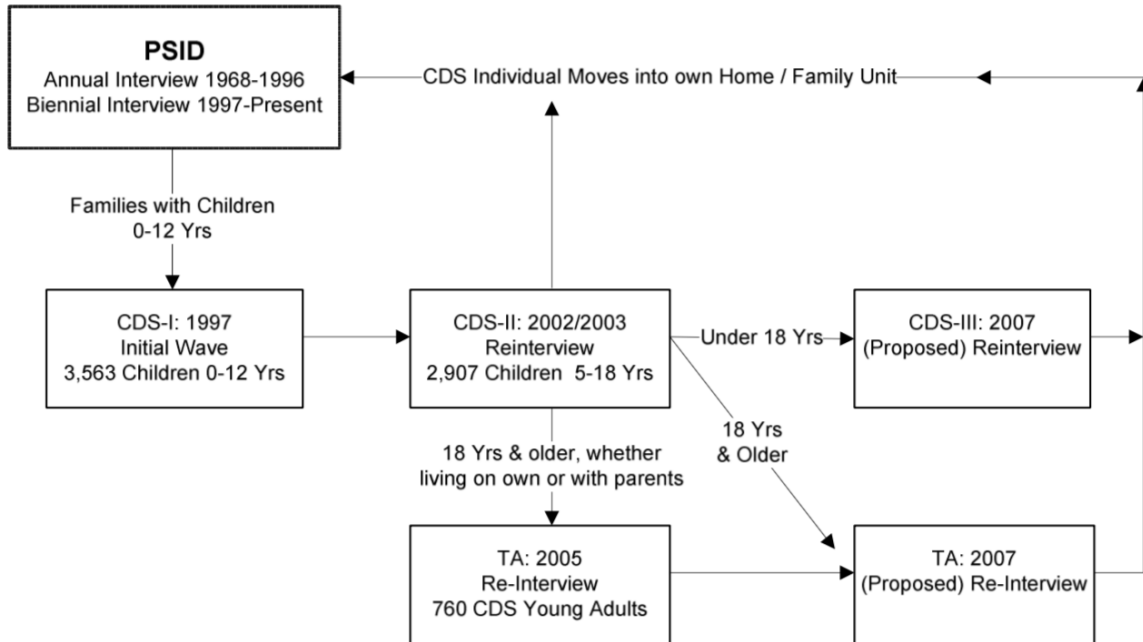 PSID
Annual Interview 1968-1996
Biennial Interview 1997-Present
CDS Individual Moves into own Home / Family Unit
Families with Children
0-12 Yrs
CDS-I: 1997
Initial Wave
3,563 Children 0-12 Yrs
CDS-II: 2002/2003
Reinterview
2,907 Children  5-18 Yrs
Under 18 Yrs
CDS-III: 2007
(Proposed) Reinterview
18 Yrs & older, whether
living on own or with parents
18 Yrs
& Older
TA: 2005
Re-Interview
760 CDS Young Adults
TA: 2007
(Proposed) Re-Interview